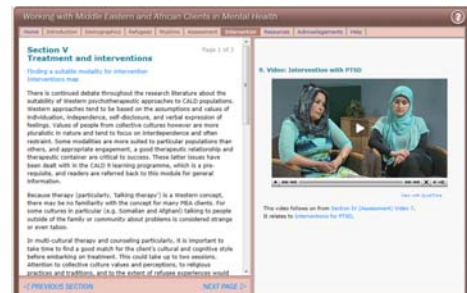 Working with Middle Eastern and African Clients in Mental Health
Home | Introduction | Demographics | Refugees | Muslims | Assessment | Intervention | Resources | Acknowledgements | Help |
Section V
Page 1 of 3
Treatment and interventions
Finding a suitable modality for intervention
Interventions map
There is continued debate throughout the research literature about the
suitability of Western psychotherapeutic approaches to CALD populations.
Western approaches tend to be based on the assumptions and values of
individuation, independence, self-disclosure, and verbal expression of
feelings. Values of people from collective cultures however are more
pluralistic in nature and tend to focus on interdependence and often
restraint. Some modalities are more suited to particular populations than
others, and appropriate engagement, a good therapeutic relationship and
therapeutic container are critical to success. These latter issues have
been dealt with in the CALD 9 learning programme, which is a pre-
requisite, and readers are referred back to this module for general
information.
Because therapy (particularly, 'talking therapy') is a Western concept,
there may be no familiarity with the concept for many MEA clients. For
some cultures in particular (e.g. Somalian and Afghani) talking to people
outside of the family or community about problems is considered strange
or even taboo.
In multi-cultural therapy and counseling particularly, it is important to
take time to find a good match for the client's cultural and cognitive style
before embarking on treatment. This could take up to two sessions.
Attention to collective culture values and perceptions, to religious
practices and traditions, and to the extent of refugee experiences would
PREVIOUS SECTION
NEXT PAGE
9. Video: Intervention with PTSD
View with QuickTime
This video follows on from Section IV (Assessment) Video 7.
It relates to Interventions for PTSD.